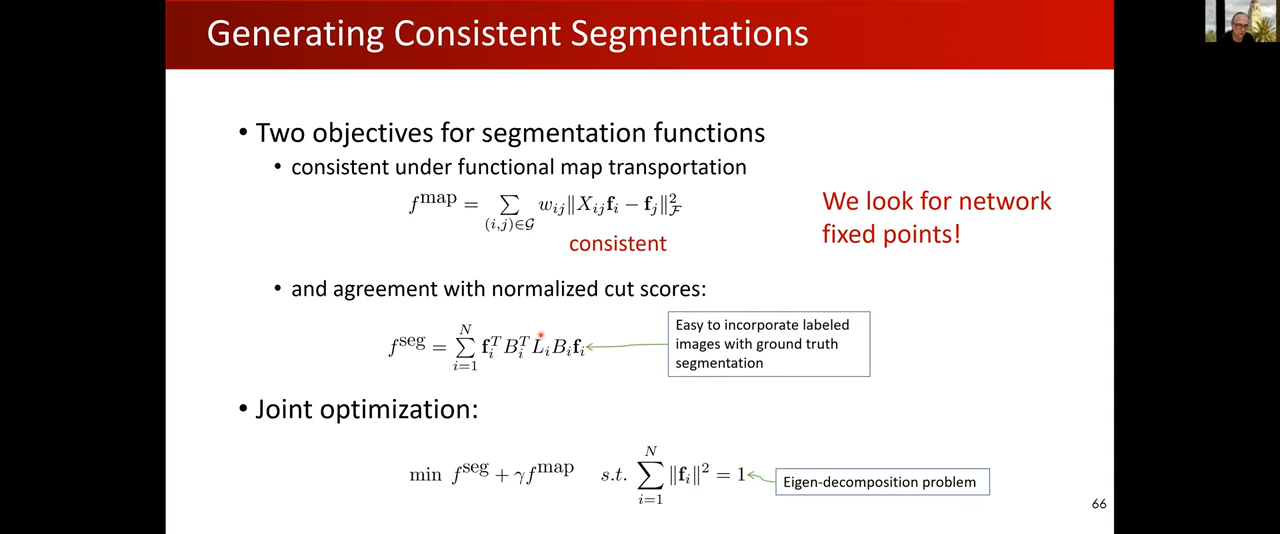 Generating Consistent Segmentations
• Two objectives for segmentation functions
• consistent under functional map transportation
f^map = ∑_{(i,j)∈𝒢} w_ij ‖X_ij 𝐟_i − 𝐟_j‖²_ℱ
consistent
We look for network
fixed points!
• and agreement with normalized cut scores:
f^seg = ∑_{i=1}^{N} 𝐟_i^T B_i^T L_i B_i 𝐟_i
Easy to incorporate labeled
images with ground truth
segmentation
• Joint optimization:
min f^seg + γf^map s.t. ∑_{i=1}^{N} ‖𝐟_i‖² = 1
Eigen-decomposition problem
66